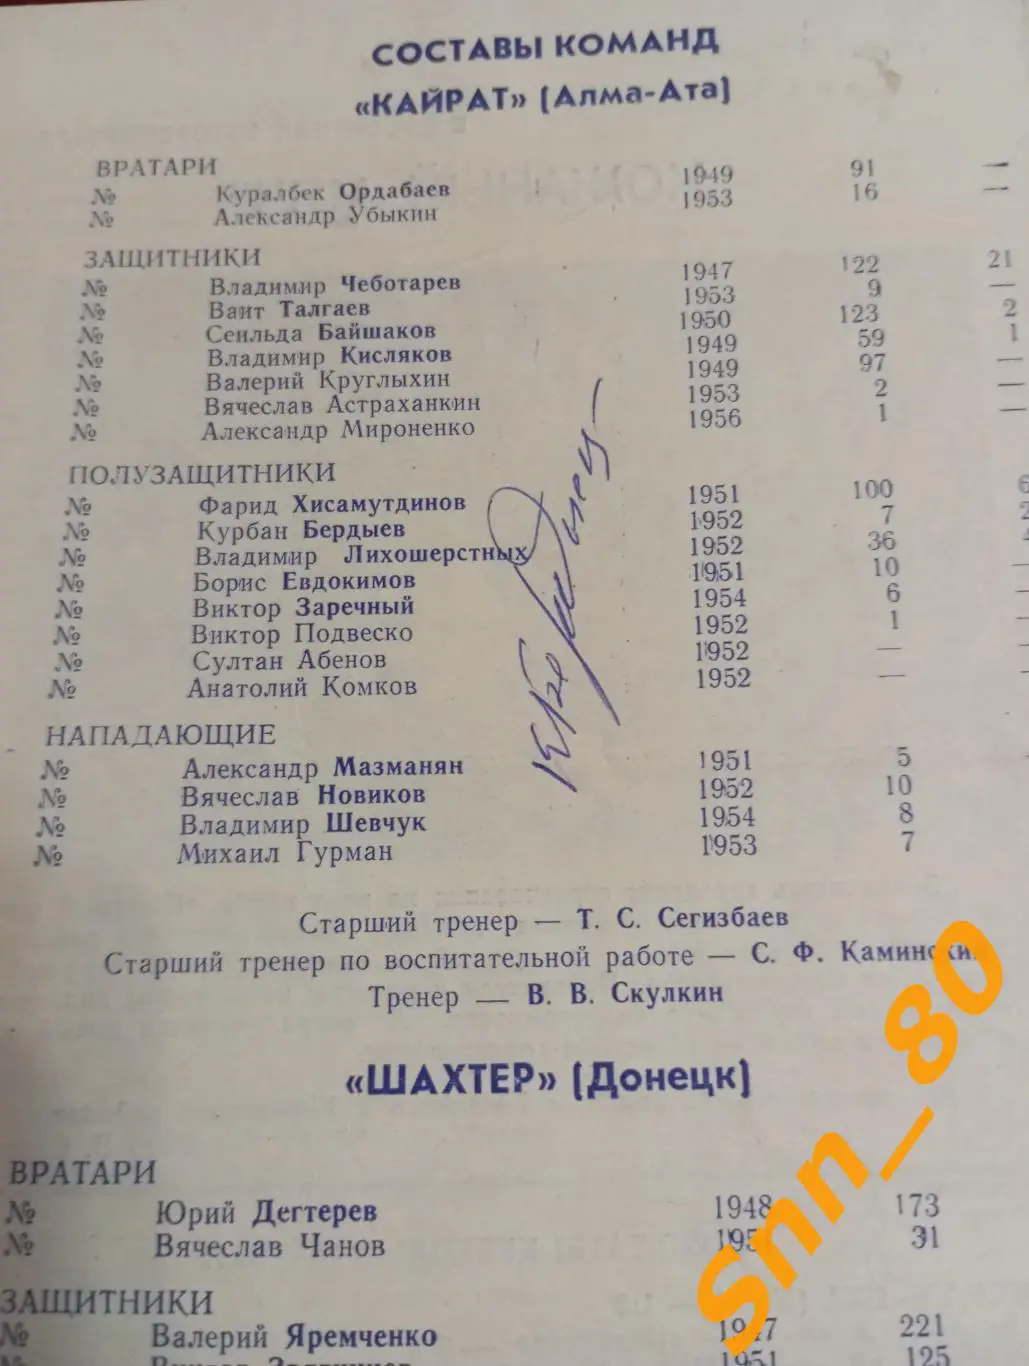 СОСТАВЫ КОМАНД
«КАЙРАТ» (Алма-Ата)
ВРАТАРИ
№ Куралбек Ордабаев 1949 91 —
№ Александр Убыкин 1953 16 —
ЗАЩИТНИКИ
№ Владимир Чеботарев 1947 122 21
№ Ваит Талгаев 1953 9 —
№ Сеильда Байшаков 1950 123 2
№ Владимир Кисляков 1949 59 1
№ Валерий Круглыхин 1949 97 —
№ Вячеслав Астраханкин 1953 2 —
№ Александр Мироненко 1956 1 —
ПОЛУЗАЩИТНИКИ
№ Фарид Хисамутдинов 1951 100 6
№ Курбан Бердыев 1952 7 2
№ Владимир Лихошерстных 1952 36
№ Борис Евдокимов 1951 10 —
№ Виктор Заречный 1954 6 —
№ Виктор Подвеско 1952 1 —
№ Султан Абенов 1952 —
№ Анатолий Комков 1952 —
НАПАДАЮЩИЕ
№ Александр Мазманян 1951 5
№ Вячеслав Новиков 1952 10
№ Владимир Шевчук 1954 8
№ Михаил Гурман 1953 7
Старший тренер — Т. С. Сегизбаев
Старший тренер по воспитательной работе — С. Ф. Камински
Тренер — В. В. Скулкин
«ШАХТЕР» (Донецк)
ВРАТАРИ
№ Юрий Дегтерев 1948 173
№ Вячеслав Чанов 31
ЗАЩИТНИКИ
№ Валерий Яремченко 1947 221
1951 125
snn_80